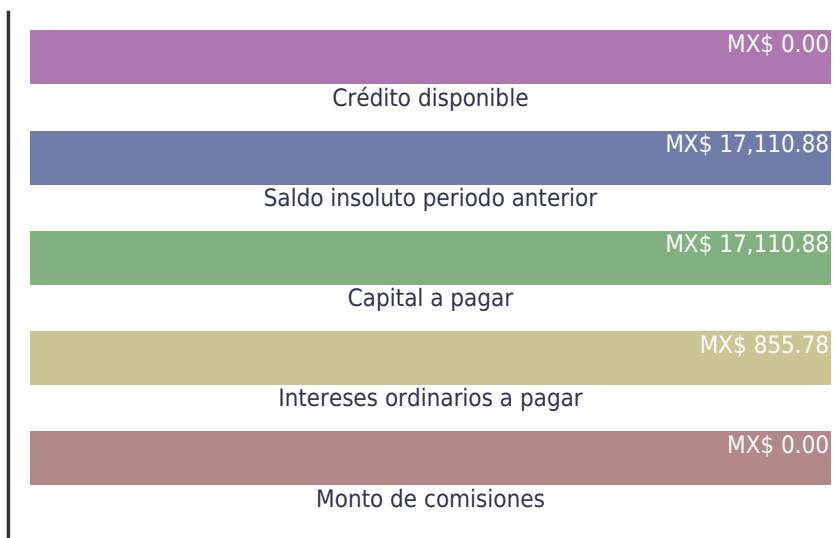 MX$ 0.00
Crédito disponible
MX$ 17,110.88
Saldo insoluto periodo anterior
MX$ 17,110.88
Capital a pagar
MX$ 855.78
Intereses ordinarios a pagar
MX$ 0.00
Monto de comisiones